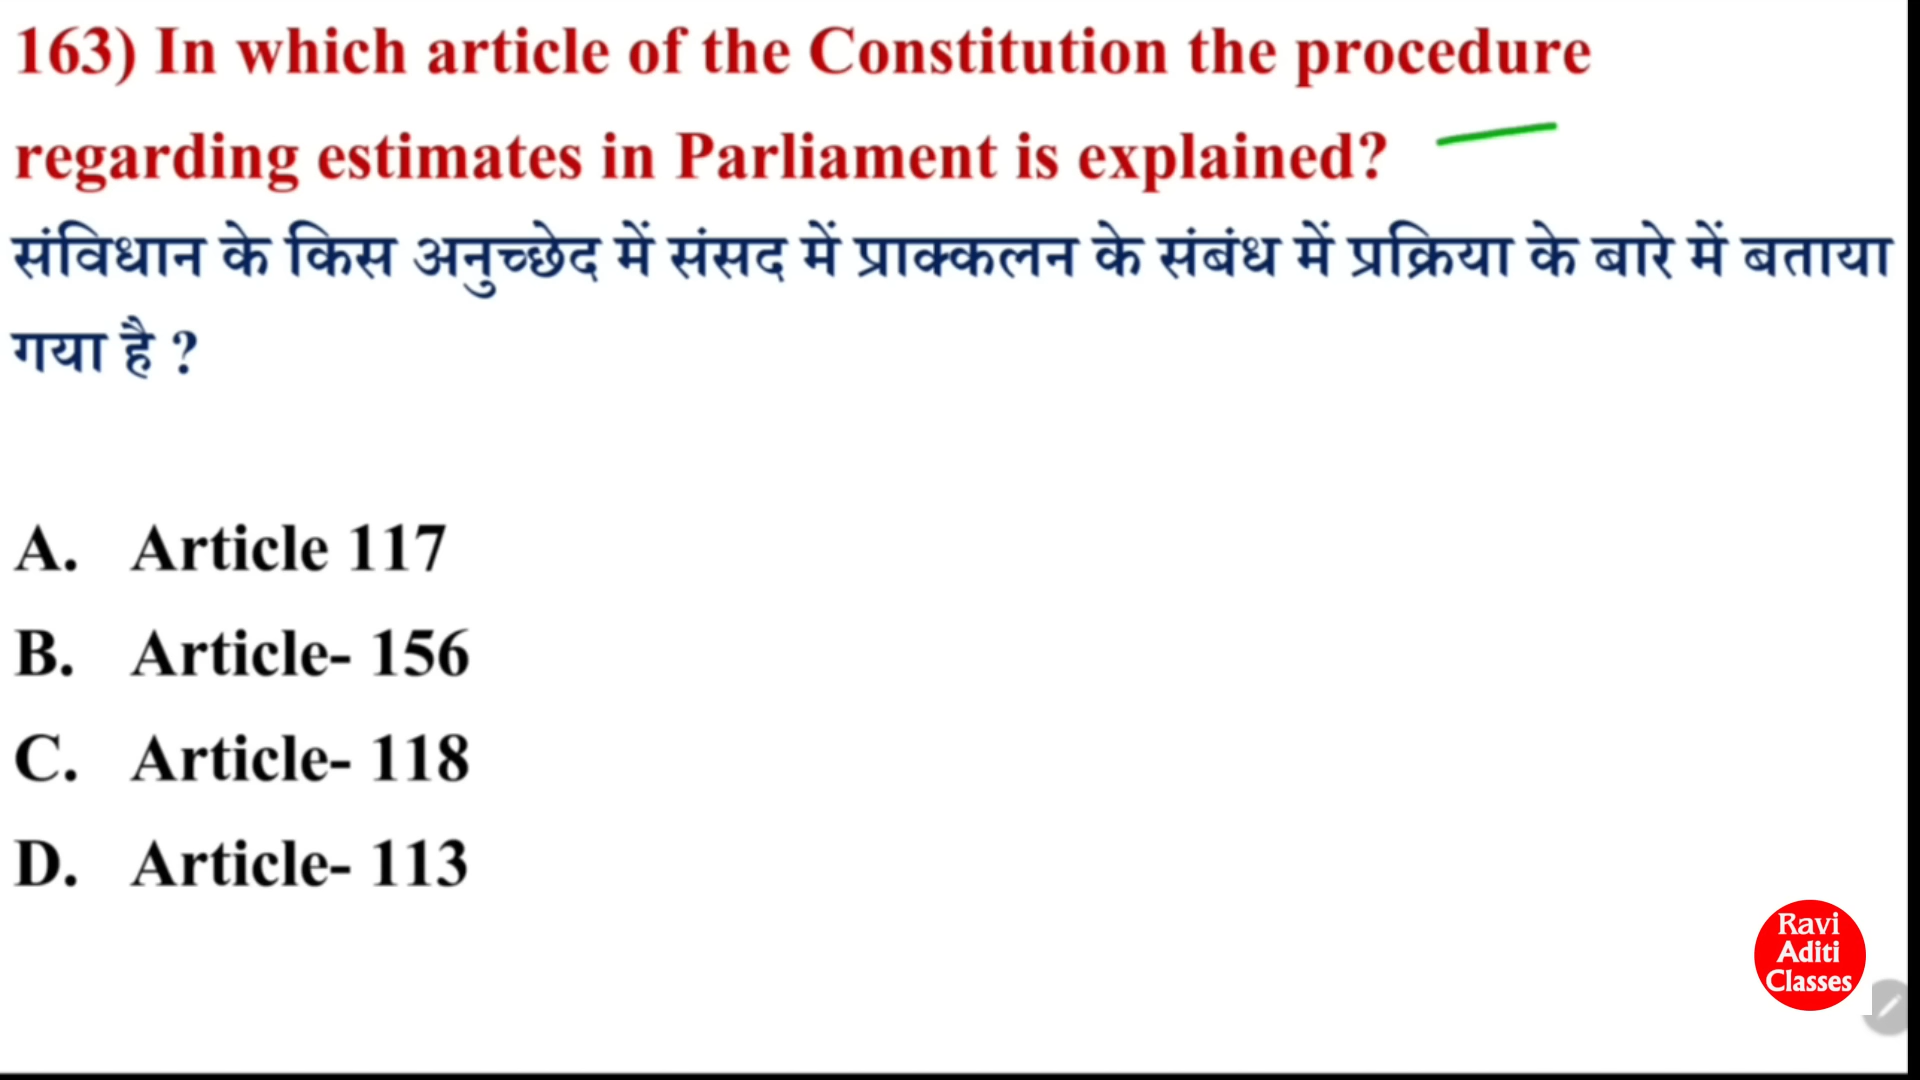 163) In which article of the Constitution the procedure
regarding estimates in Parliament is explained?
संविधान के किस अनुच्छेद में संसद में प्राक्कलन के संबंध में प्रक्रिया के बारे में बताया
गया है ?
A. Article 117
B. Article- 156
C. Article- 118
D. Article- 113
Ravi
Aditi
Classes